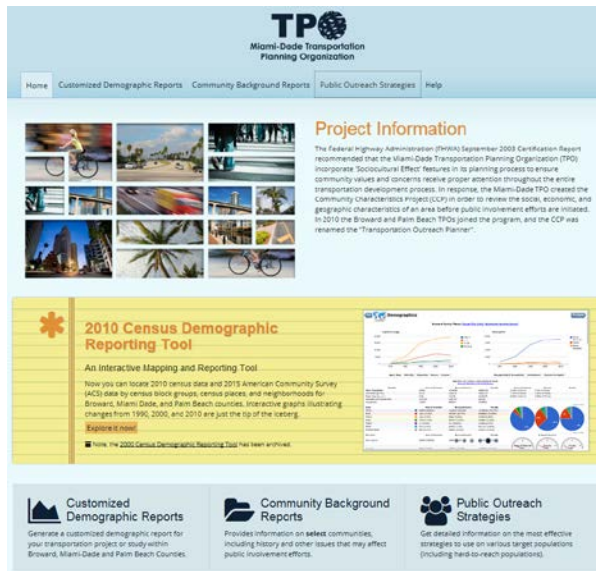 TPO
Miami-Dade Transportation
Planning Organization
Home Customized Demographic Reports Community Background Reports Public Outreach Strategies Help
Project Information
The Federal Highway Administration (FHWA) September 2003 Certification Report
recommended that the Miami-Dade Transportation Planning Organization (TPO)
incorporate "Sociocultural Effect" features in its planning process to ensure
community values and concerns receive proper attention throughout the entire
transportation development process. In response, the Miami-Dade TPO created the
Community Characteristics Project (CCP) in order to review the social, economic, and
geographic characteristics of an area before public involvement efforts are initiated.
In 2010 the Broward and Palm Beach TPOs joined the program, and the CCP was
renamed the "Transportation Outreach Planner".
2010 Census Demographic
Reporting Tool
An Interactive Mapping and Reporting Tool
Now you can locate 2010 census data and 2015 American Community Survey
(ACS) data by census block groups, census places, and neighborhoods for
Broward, Miami-Dade, and Palm Beach counties. Interactive graphs illustrating
changes from 1990, 2000, and 2010 are just the tip of the iceberg.
Explore it now!
Note, the 2000 Census Demographic Reporting Tool has been archived.
Demographics
Customized
Demographic Reports
Generate a customized demographic report for
your transportation project or study within
Broward, Miami-Dade and Palm Beach Counties.
Community Background
Reports
Provides information on select communities,
including history and other issues that may affect
public involvement efforts.
Public Outreach
Strategies
Get detailed information on the most effective
strategies to use on various target populations
(including hard-to-reach populations).